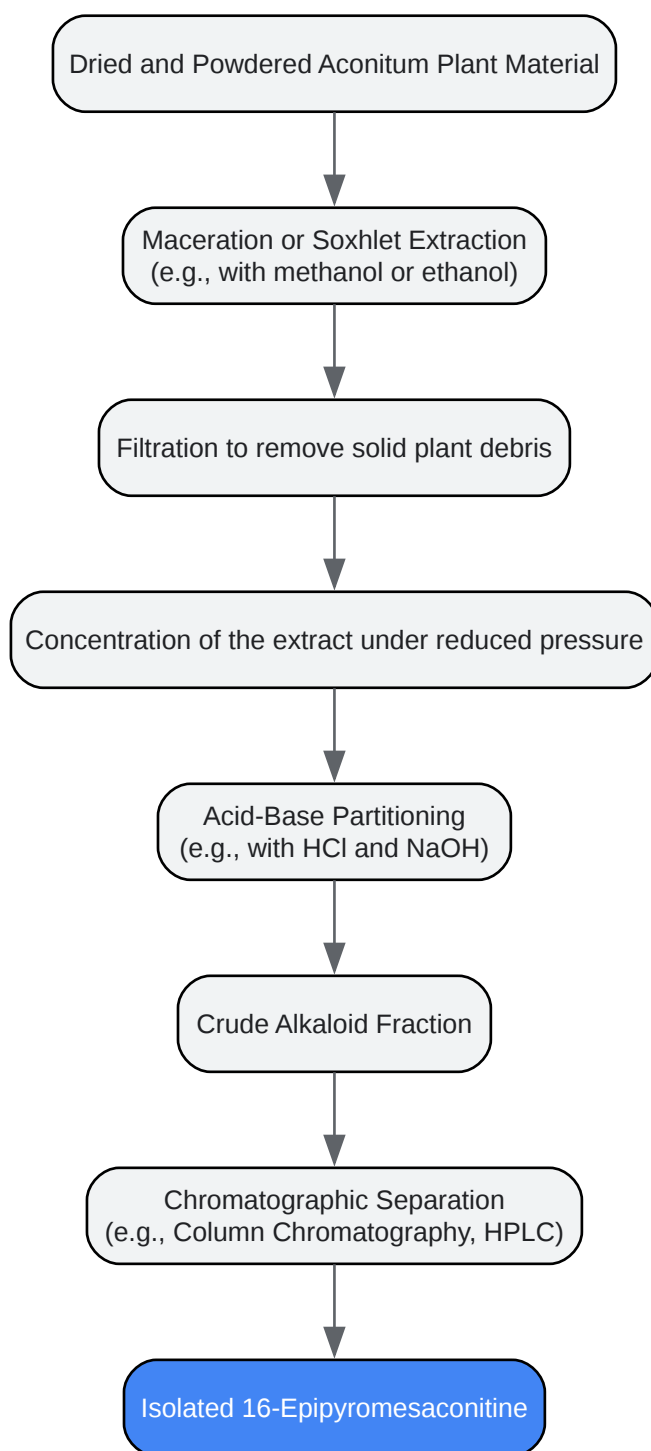 Dried and Powdered Aconitum Plant Material
Maceration or Soxhlet Extraction
(e.g., with methanol or ethanol)
Filtration to remove solid plant debris
Concentration of the extract under reduced pressure
Acid-Base Partitioning
(e.g., with HCl and NaOH)
Crude Alkaloid Fraction
Chromatographic Separation
(e.g., Column Chromatography, HPLC)
Isolated 16-Epipyromesaconitine